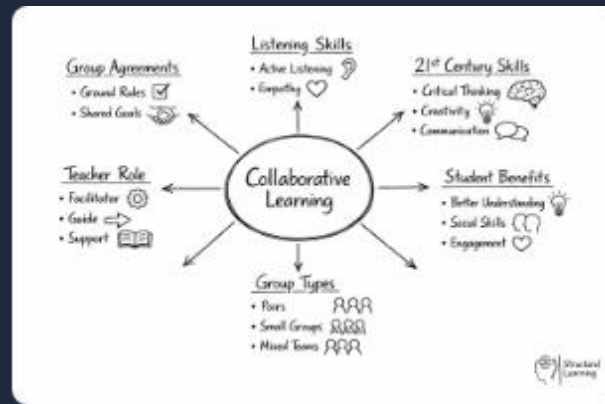 Listening Skills
• Active Listening
• Empathy
Group Agreements
• Ground Rules
• Shared Goals
21st Century Skills
• Critical Thinking
• Creativity
• Communication
Teacher Role
• Facilitator
• Guide
• Support
Collaborative
Learning
Student Benefits
• Better Understanding
• Social Skills
• Engagement
Group Types
• Pairs
• Small Groups
• Mixed Teams
Structural
Learning